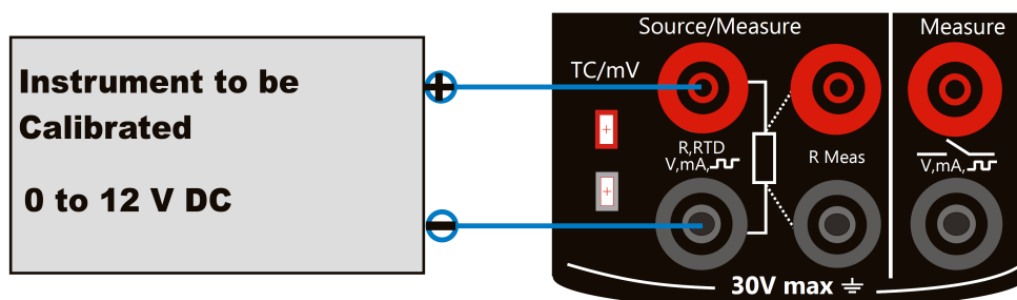 Instrument to be
Calibrated
0 to 12 V DC
+
−
Source/Measure
Measure
TC/mV
+
+
R,RTD
V,mA,
R Meas
V,mA,
30V max